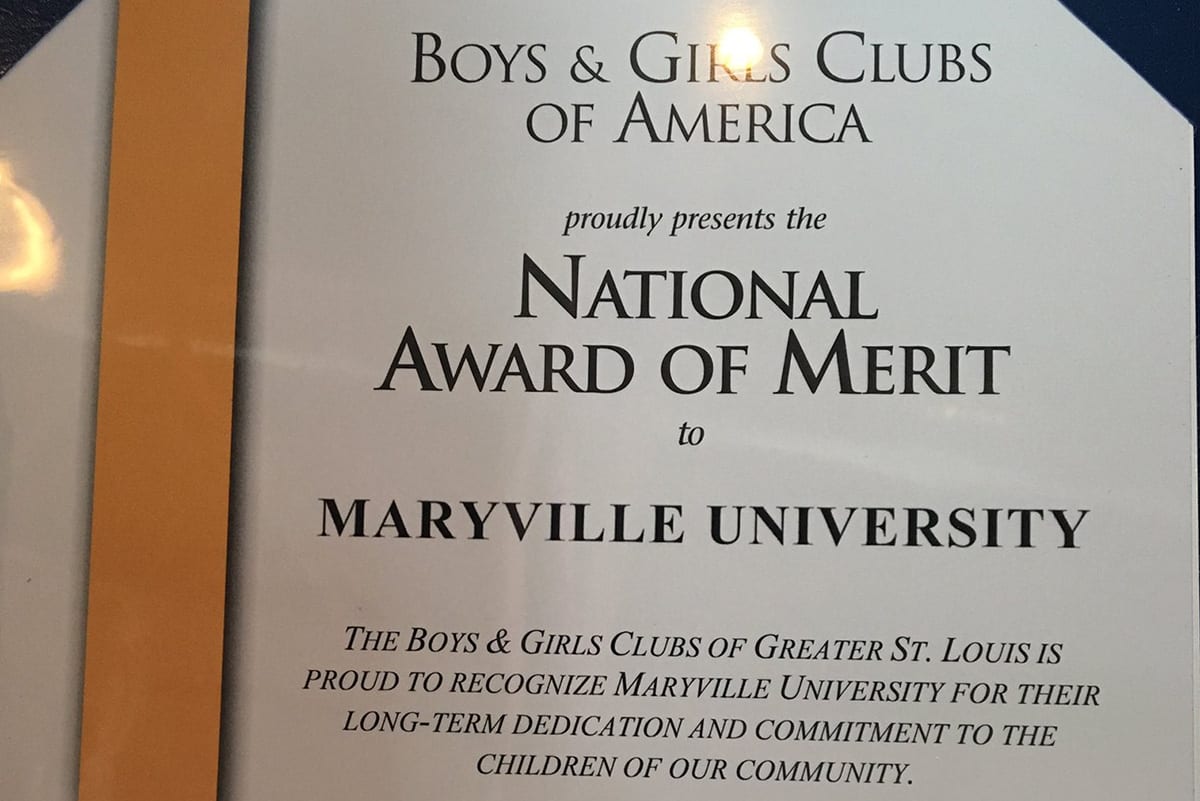 BOYS & GIRLS CLUBS
OF AMERICA
proudly presents the
NATIONAL
AWARD OF MERIT
to
MARYVILLE UNIVERSITY
THE BOYS & GIRLS CLUBS OF GREATER ST. LOUIS IS
PROUD TO RECOGNIZE MARYVILLE UNIVERSITY FOR THEIR
LONG-TERM DEDICATION AND COMMITMENT TO THE
CHILDREN OF OUR COMMUNITY.